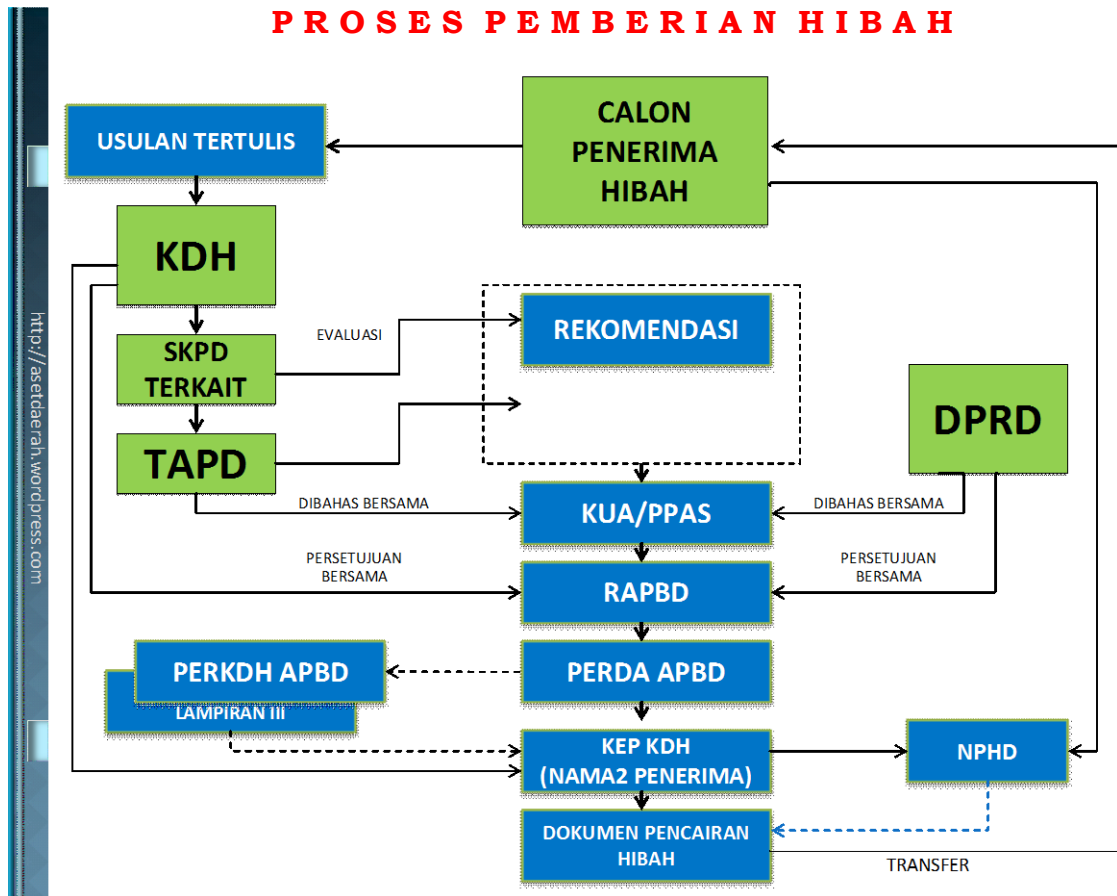 PROSES PEMBERIAN HIBAH
CALON
PENERIMA
HIBAH
USULAN TERTULIS
KDH
http://asetdaerah.wordpress.com
EVALUASI
REKOMENDASI
SKPD
TERKAIT
DPRD
TAPD
DIBAHAS BERSAMA
KUA/PPAS
DIBAHAS BERSAMA
PERSETUJUAN
BERSAMA
RAPBD
PERSETUJUAN
BERSAMA
PERKDH APBD
LAMPIRAN III
PERDA APBD
KEP KDH
(NAMA2 PENERIMA)
NPHD
DOKUMEN PENCAIRAN
HIBAH
TRANSFER